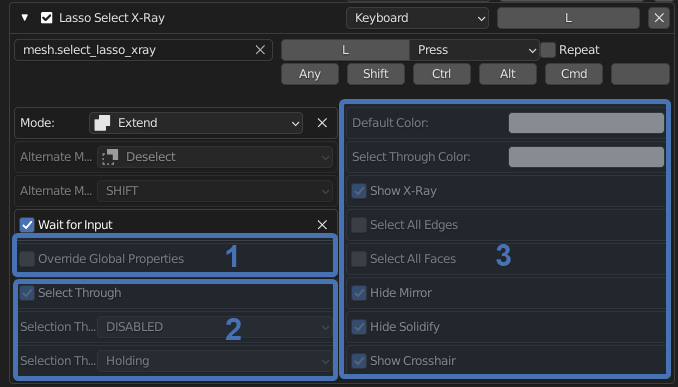 Lasso Select X-Ray
Keyboard
L
mesh.select_lasso_xray
L
Press
Repeat
Any
Shift
Ctrl
Alt
Cmd
Mode:
Extend
Alternate M...
Deselect
Alternate M...
SHIFT
Wait for Input
Override Global Properties
1
Select Through
Selection Th...
DISABLED
2
Selection Th...
Holding
Default Color:
Select Through Color:
Show X-Ray
Select All Edges
Select All Faces
3
Hide Mirror
Hide Solidify
Show Crosshair